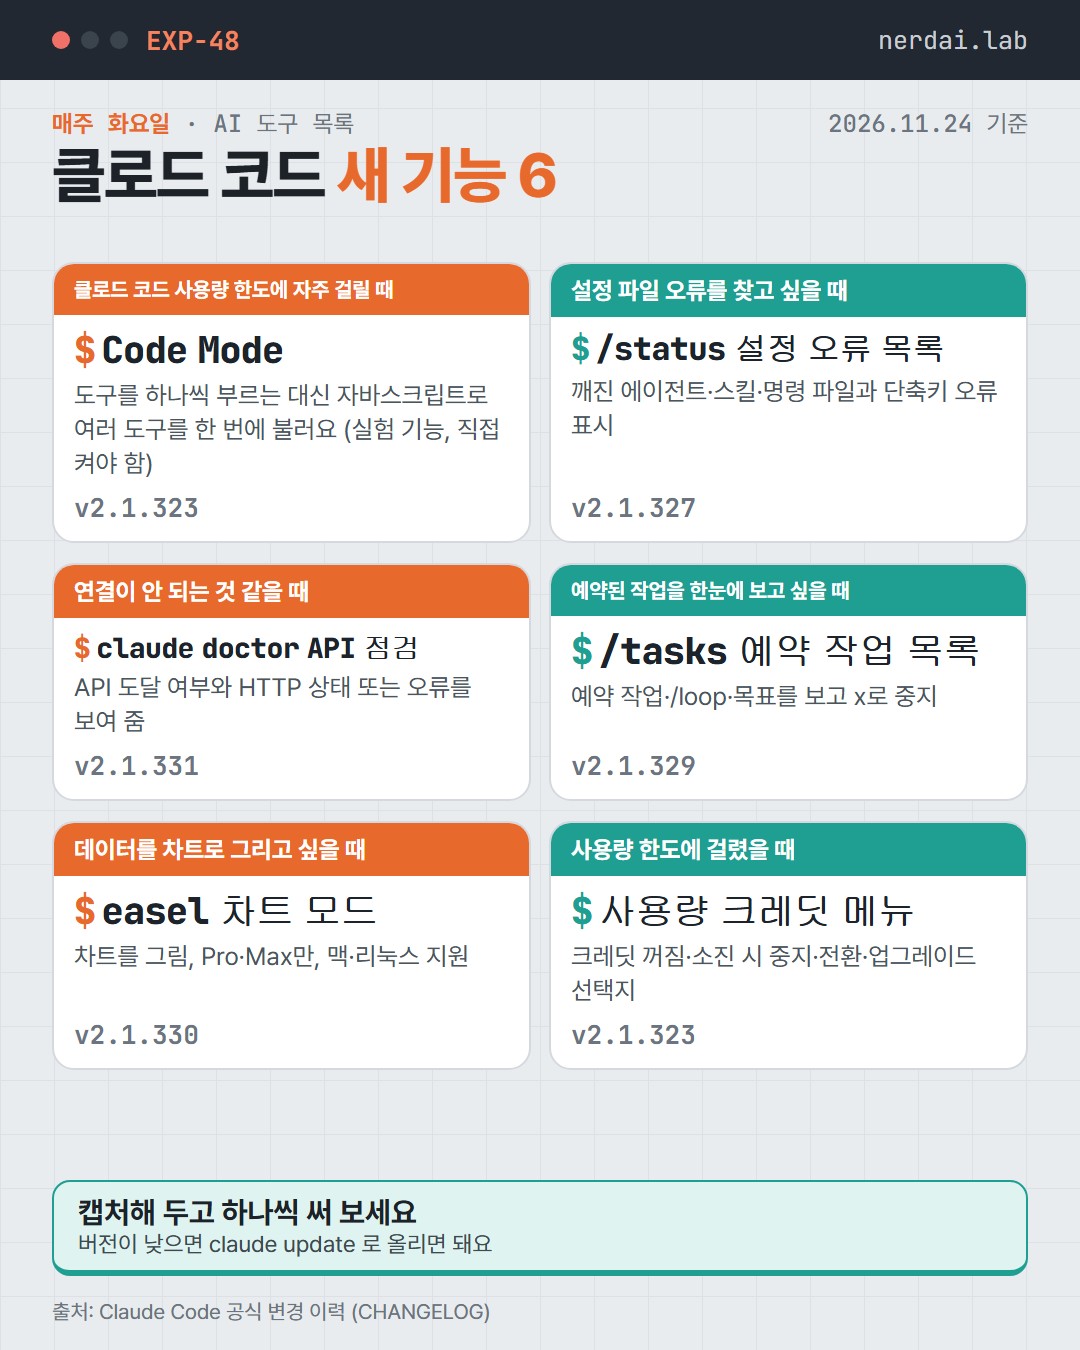 EXP-48
nerdai.lab
매주 화요일 · AI 도구 목록
2026.11.24 기준
클로드 코드 새 기능 6
클로드 코드 사용량 한도에 자주 걸릴 때
$ Code Mode
도구를 하나씩 부르는 대신 자바스크립트로
여러 도구를 한 번에 불러요 (실험 기능, 직접
켜야 함)
v2.1.323
설정 파일 오류를 찾고 싶을 때
$ /status 설정 오류 목록
깨진 에이전트·스킬·명령 파일과 단축키 오류
표시
v2.1.327
연결이 안 되는 것 같을 때
$ claude doctor API 점검
API 도달 여부와 HTTP 상태 또는 오류를
보여 줌
v2.1.331
예약된 작업을 한눈에 보고 싶을 때
$ /tasks 예약 작업 목록
예약 작업·/loop·목표를 보고 x로 중지
v2.1.329
데이터를 차트로 그리고 싶을 때
$ easel 차트 모드
차트를 그림, Pro·Max만, 맥·리눅스 지원
v2.1.330
사용량 한도에 걸렸을 때
$ 사용량 크레딧 메뉴
크레딧 꺼짐·소진 시 중지·전환·업그레이드
선택지
v2.1.323
캡처해 두고 하나씩 써 보세요
버전이 낮으면 claude update 로 올리면 돼요
출처: Claude Code 공식 변경 이력 (CHANGELOG)